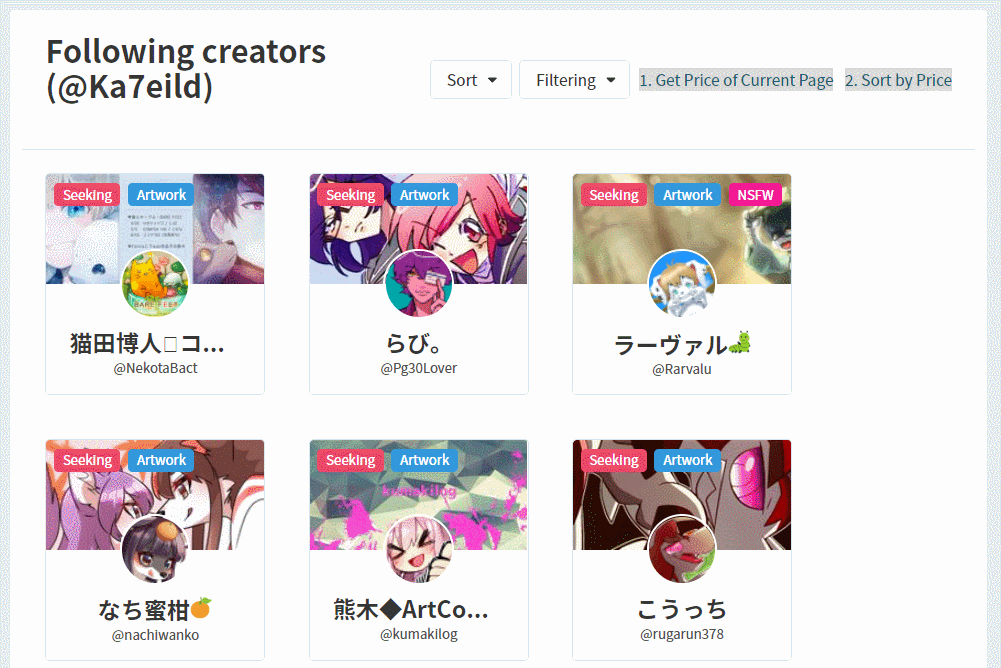 Following creators
(@Ka7eild)
Sort
Filtering
1. Get Price of Current Page
2. Sort by Price
Seeking
Artwork
Seeking
Artwork
Seeking
Artwork
NSFW
猫田博人□コ...
@NekotaBact
らび。
@Pg30Lover
ラーヴァル🐛
@Rarvalu
Seeking
Artwork
Seeking
Artwork
kumakilog
Seeking
Artwork
なち蜜柑🍊
@nachiwanko
熊木◆ArtCo...
@kumakilog
こうっち
@rugarun378